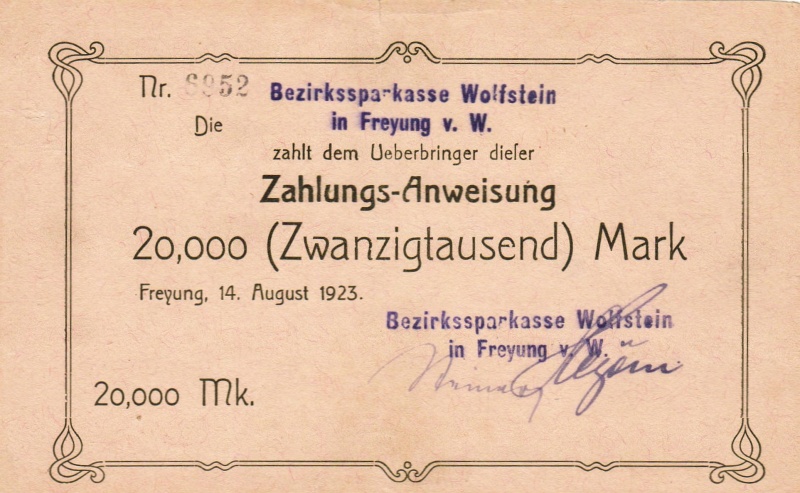 Nr. 6952
Bezirkssparkasse Wolfstein
Die in Freyung v. W.
zahlt dem Ueberbringer dieser
Zahlungs-Anweisung
20,000 (Zwanzigtausend) Mark
Freyung, 14. August 1923.
Bezirkssparkasse Wolfstein
in Freyung v. W.
20,000 Mk.